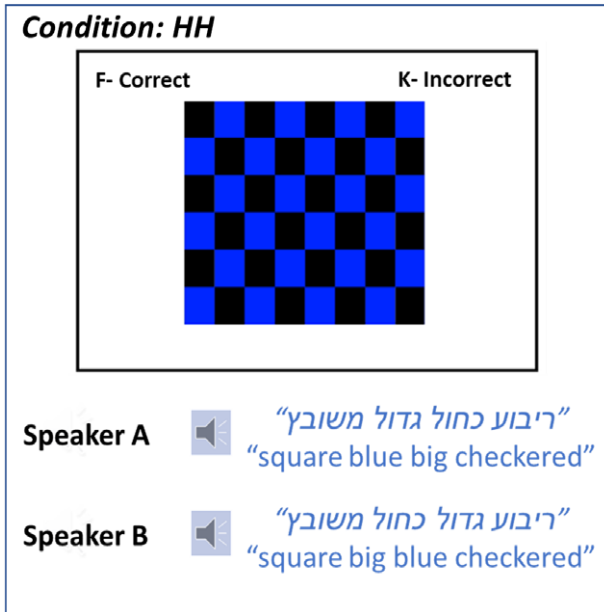 Condition: HH
F- Correct
K- Incorrect
Speaker A
“ריבוע כחול גדול משובץ”
“square blue big checkered”
Speaker B
“ריבוע גדול כחול משובץ”
“square big blue checkered”